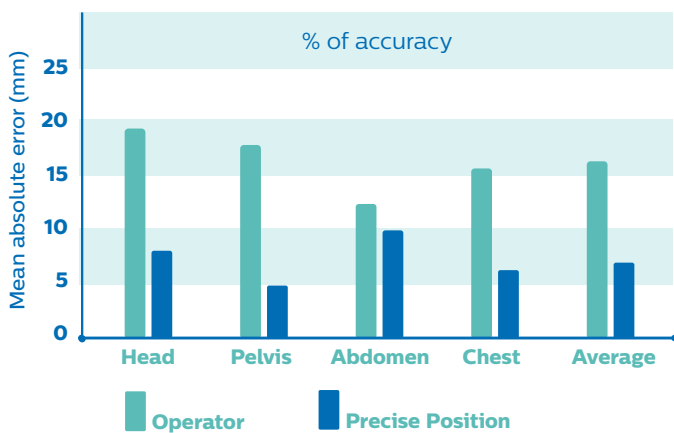 % of accuracy
Mean absolute error (mm)
25
20
15
10
5
0
Head Pelvis Abdomen Chest Average
Operator Precise Position